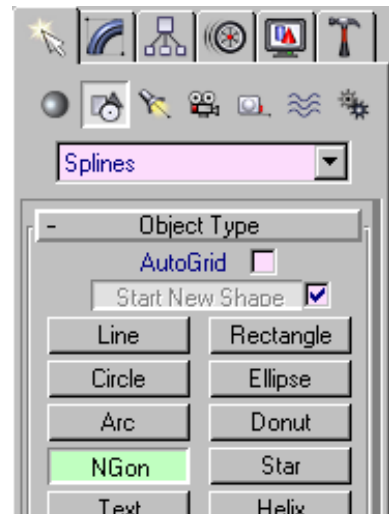 Splines
- Object Type
AutoGrid
Start New Shape
Line Rectangle
Circle Ellipse
Arc Donut
NGon Star
Text Helix